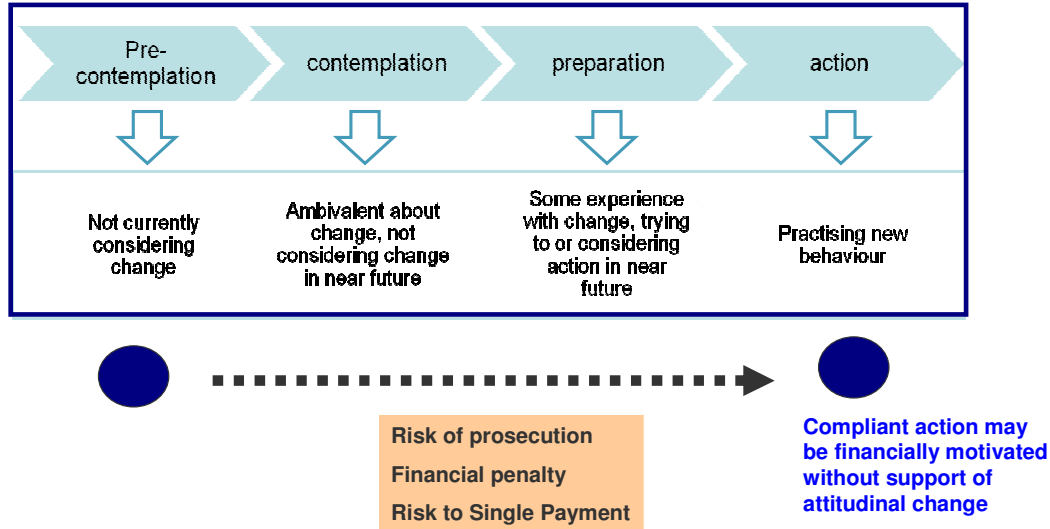 Pre-
contemplation
contemplation
preparation
action
Not currently
considering
change
Ambivalent about
change, not
considering change
in near future
Some experience
with change, trying
to or considering
action in near
future
Practising new
behaviour
Risk of prosecution
Financial penalty
Risk to Single Payment
Compliant action may
be financially motivated
without support of
attitudinal change